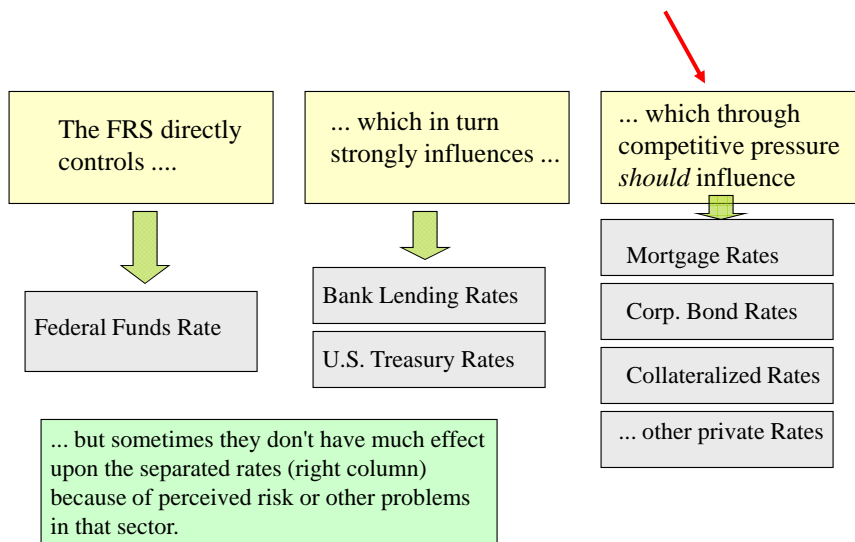 The FRS directly
controls ....
Federal Funds Rate
... which in turn
strongly influences ...
Bank Lending Rates
U.S. Treasury Rates
... which through
competitive pressure
should influence
Mortgage Rates
Corp. Bond Rates
Collateralized Rates
... other private Rates
... but sometimes they don't have much effect
upon the separated rates (right column)
because of perceived risk or other problems
in that sector.